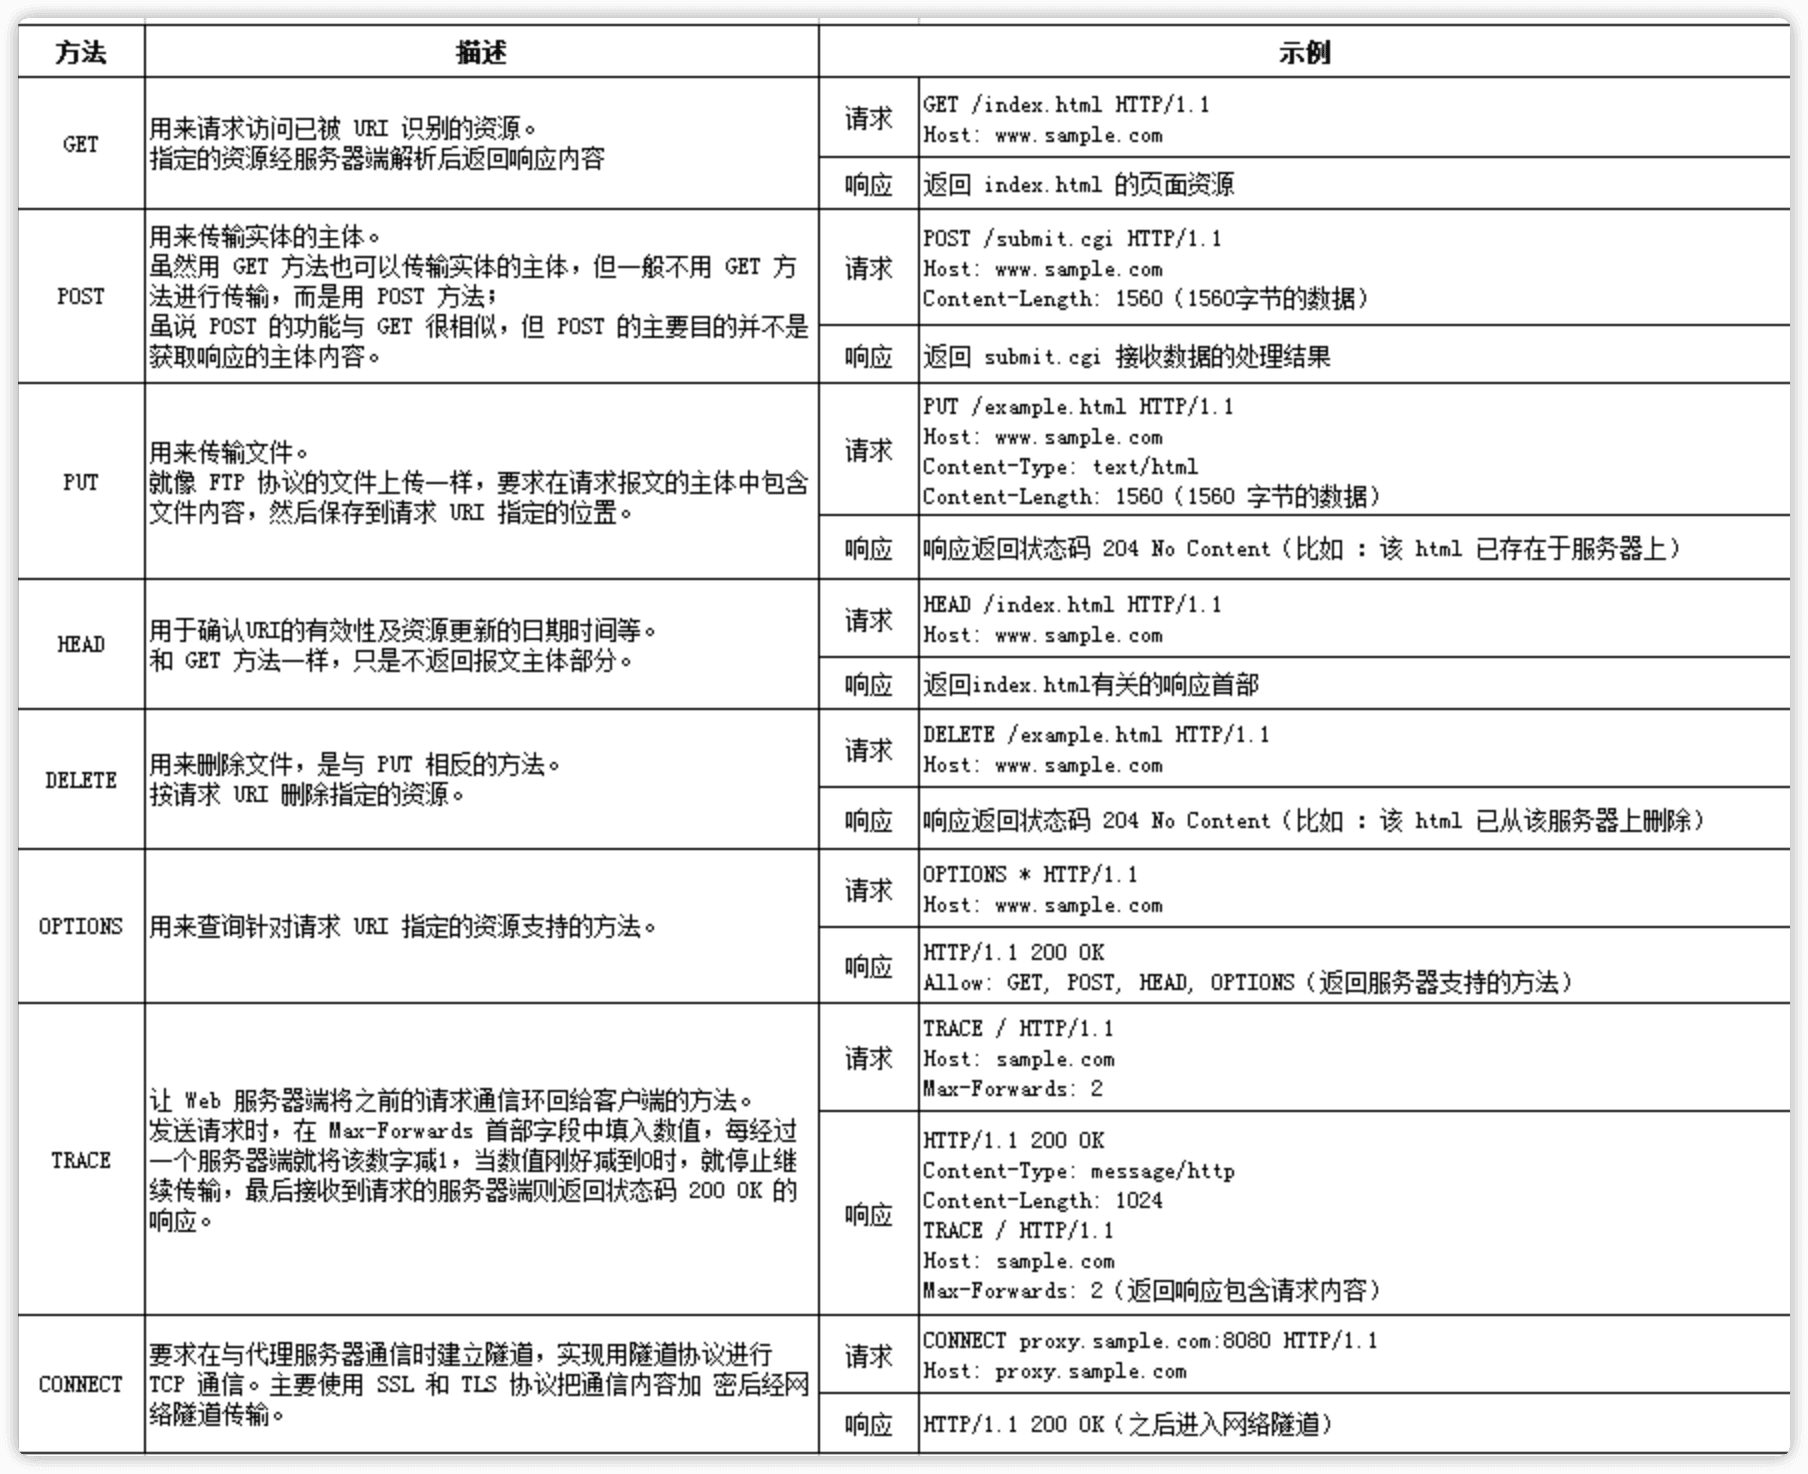 方法
描述
示例
GET
用来请求访问已被 URI 识别的资源。
指定的资源经服务器端解析后返回响应内容
请求
GET /index.html HTTP/1.1
Host: www.sample.com
响应
返回 index.html 的页面资源
POST
用来传输实体的主体。
虽然用 GET 方法也可以传输实体的主体，但一般不用 GET 方
法进行传输，而是用 POST 方法；
虽说 POST 的功能与 GET 很相似，但 POST 的主要目的并不是
获取响应的主体内容。
请求
POST /submit.cgi HTTP/1.1
Host: www.sample.com
Content-Length: 1560（1560字节的数据）
响应
返回 submit.cgi 接收数据的处理结果
PUT
用来传输文件。
就像 FTP 协议的文件上传一样，要求在请求报文的主体中包含
文件内容，然后保存到请求 URI 指定的位置。
请求
PUT /example.html HTTP/1.1
Host: www.sample.com
Content-Type: text/html
Content-Length: 1560（1560 字节的数据）
响应
响应返回状态码 204 No Content（比如 : 该 html 已存在于服务器上）
HEAD
用于确认URI的有效性及资源更新的日期时间等。
和 GET 方法一样，只是不返回报文主体部分。
请求
HEAD /index.html HTTP/1.1
Host: www.sample.com
响应
返回index.html有关的响应首部
DELETE
用来删除文件，是与 PUT 相反的方法。
按请求 URI 删除指定的资源。
请求
DELETE /example.html HTTP/1.1
Host: www.sample.com
响应
响应返回状态码 204 No Content（比如 : 该 html 已从该服务器上删除）
OPTIONS
用来查询针对请求 URI 指定的资源支持的方法。
请求
OPTIONS * HTTP/1.1
Host: www.sample.com
响应
HTTP/1.1 200 OK
Allow: GET, POST, HEAD, OPTIONS（返回服务器支持的方法）
TRACE
让 Web 服务器端将之前的请求通信环回给客户端的方法。
发送请求时，在 Max-Forwards 首部字段中填入数值，每经过
一个服务器端就将该数字减1，当数值刚好减到0时，就停止继
续传输，最后接收到请求的服务器端则返回状态码 200 OK 的
响应。
请求
TRACE / HTTP/1.1
Host: sample.com
Max-Forwards: 2
响应
HTTP/1.1 200 OK
Content-Type: message/http
Content-Length: 1024
TRACE / HTTP/1.1
Host: sample.com
Max-Forwards: 2（返回响应包含请求内容）
CONNECT
要求在与代理服务器通信时建立隧道，实现用隧道协议进行
TCP 通信。主要使用 SSL 和 TLS 协议把通信内容加 密后经网
络隧道传输。
请求
CONNECT proxy.sample.com:8080 HTTP/1.1
Host: proxy.sample.com
响应
HTTP/1.1 200 OK（之后进入网络隧道）